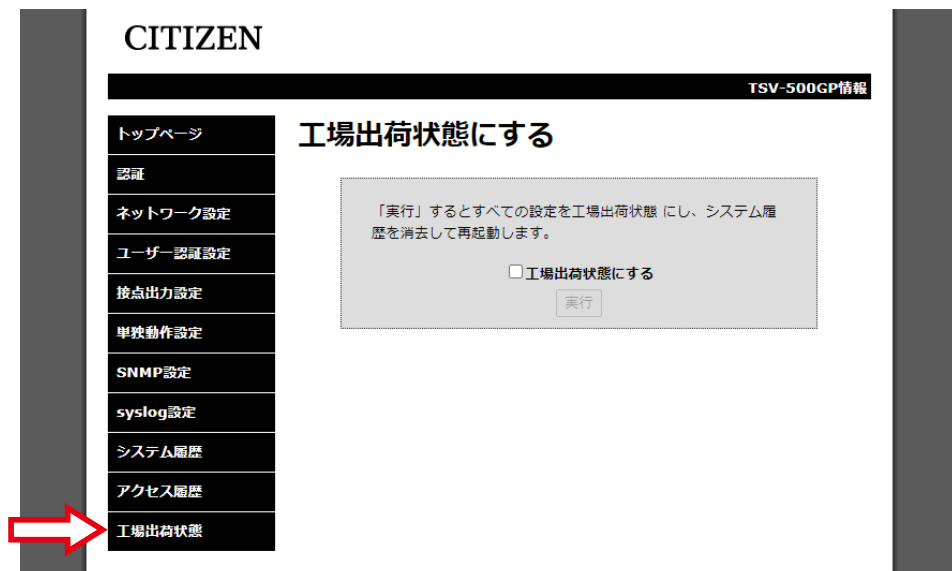 CITIZEN
TSV-500GP情報
トップページ
認証
ネットワーク設定
ユーザー認証設定
接点出力設定
単独動作設定
SNMP設定
syslog設定
システム履歴
アクセス履歴
工場出荷状態
工場出荷状態にする
「実行」するとすべての設定を工場出荷状態 にし、システム履
歴を消去して再起動します。
工場出荷状態にする
実行